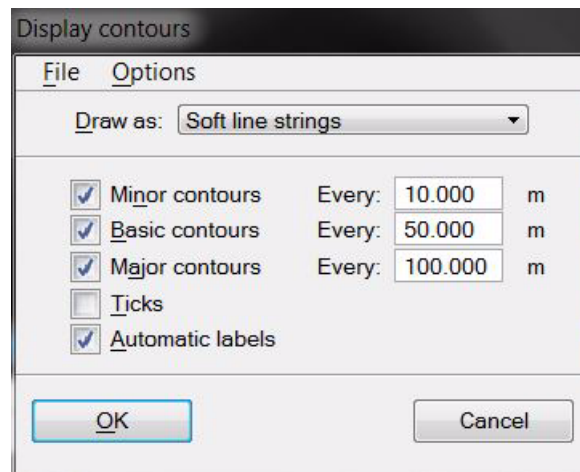 Display contours
File Options
Draw as: Soft line strings
Minor contours Every: 10.000 m
Basic contours Every: 50.000 m
Major contours Every: 100.000 m
Ticks
Automatic labels
OK Cancel